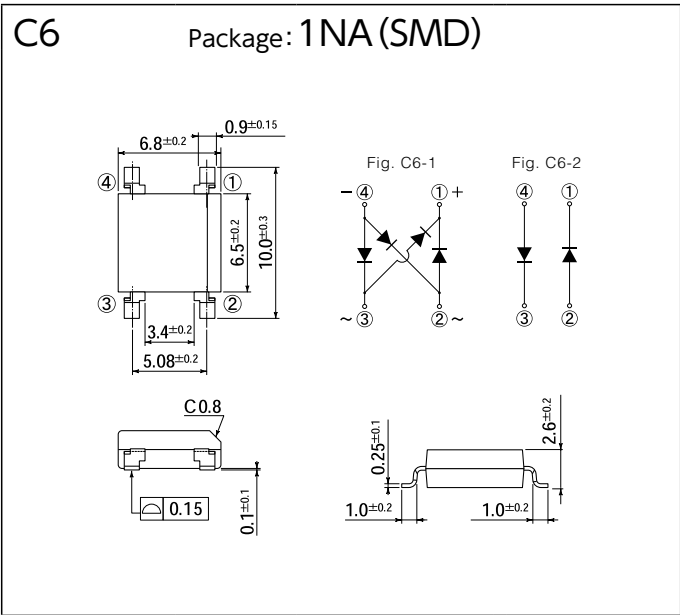 C6 Package: 1NA (SMD)
0.9±0.15
6.8±0.2
④ ①
6.5±0.2
10.0±0.3
③ ②
3.4±0.2
5.08±0.2
Fig. C6-1 Fig. C6-2
− ④ ① + ④ ①
~ ③ ② ~ ③ ②
C 0.8
⌓ 0.15
0.1±0.1
0.25±0.1
2.6±0.2
1.0±0.2 1.0±0.2